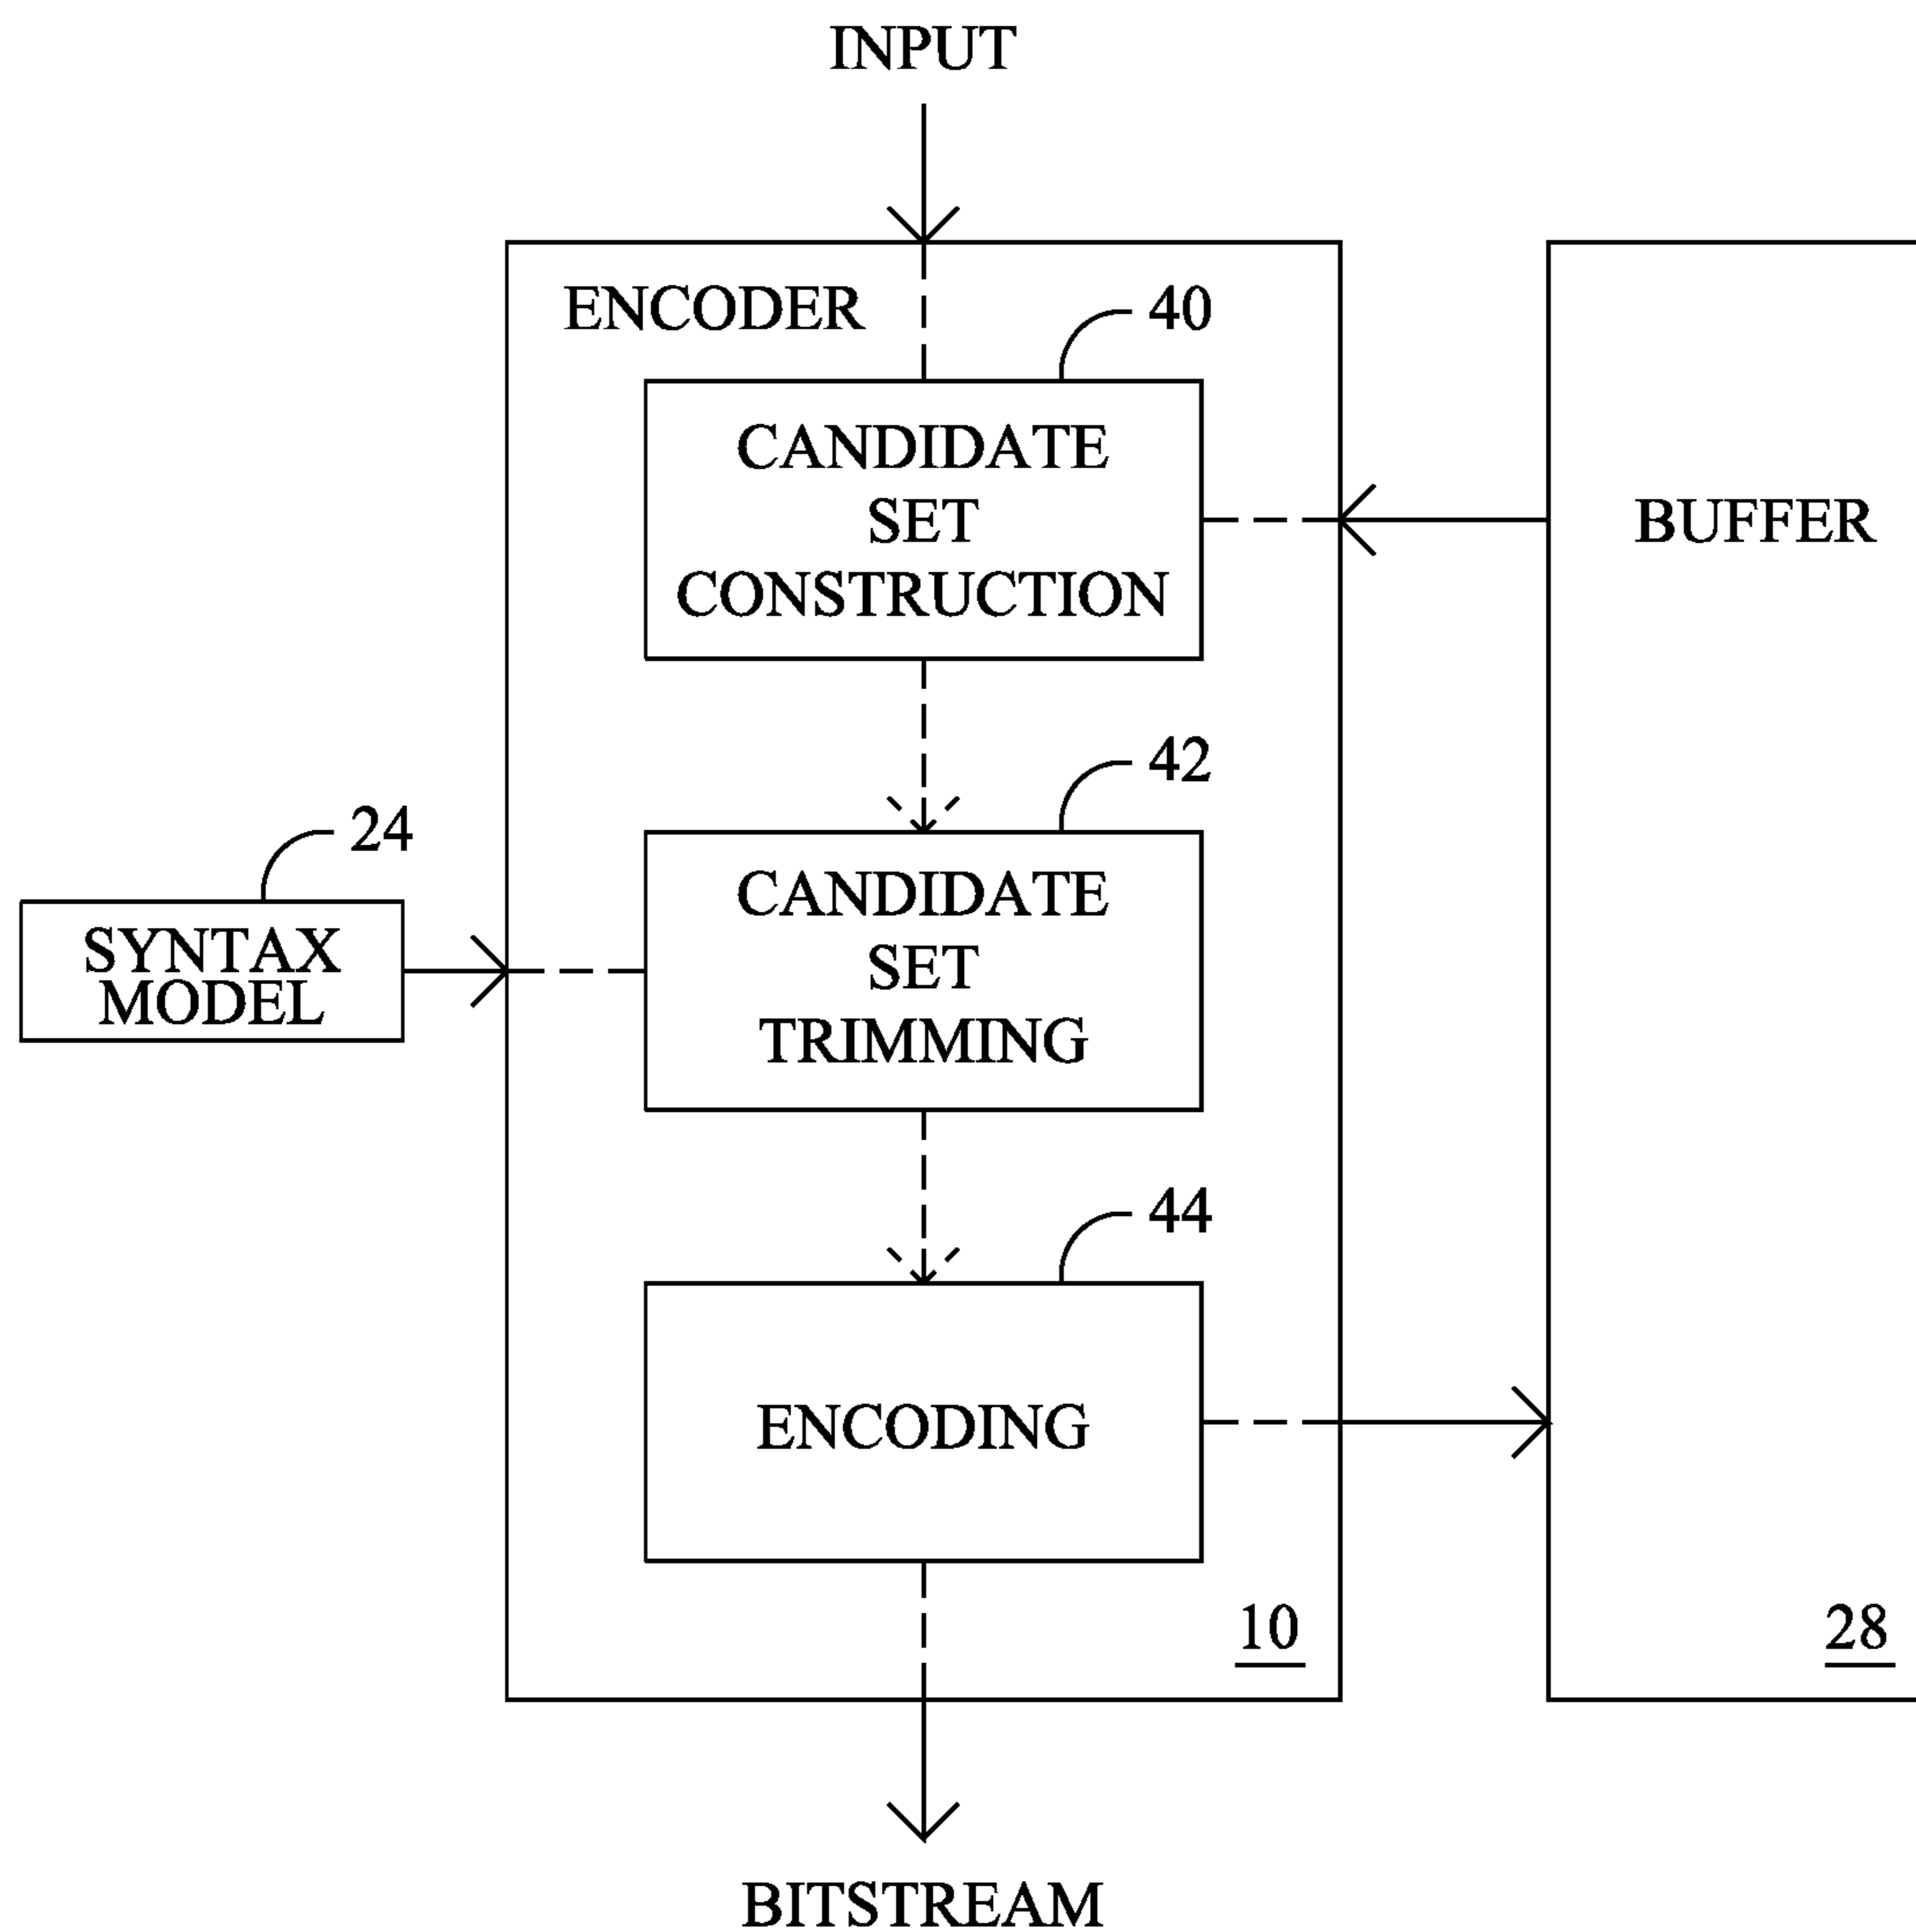 INPUT
ENCODER
40
CANDIDATE
SET
CONSTRUCTION
BUFFER
42
24
SYNTAX
MODEL
CANDIDATE
SET
TRIMMING
44
ENCODING
10
28
BITSTREAM